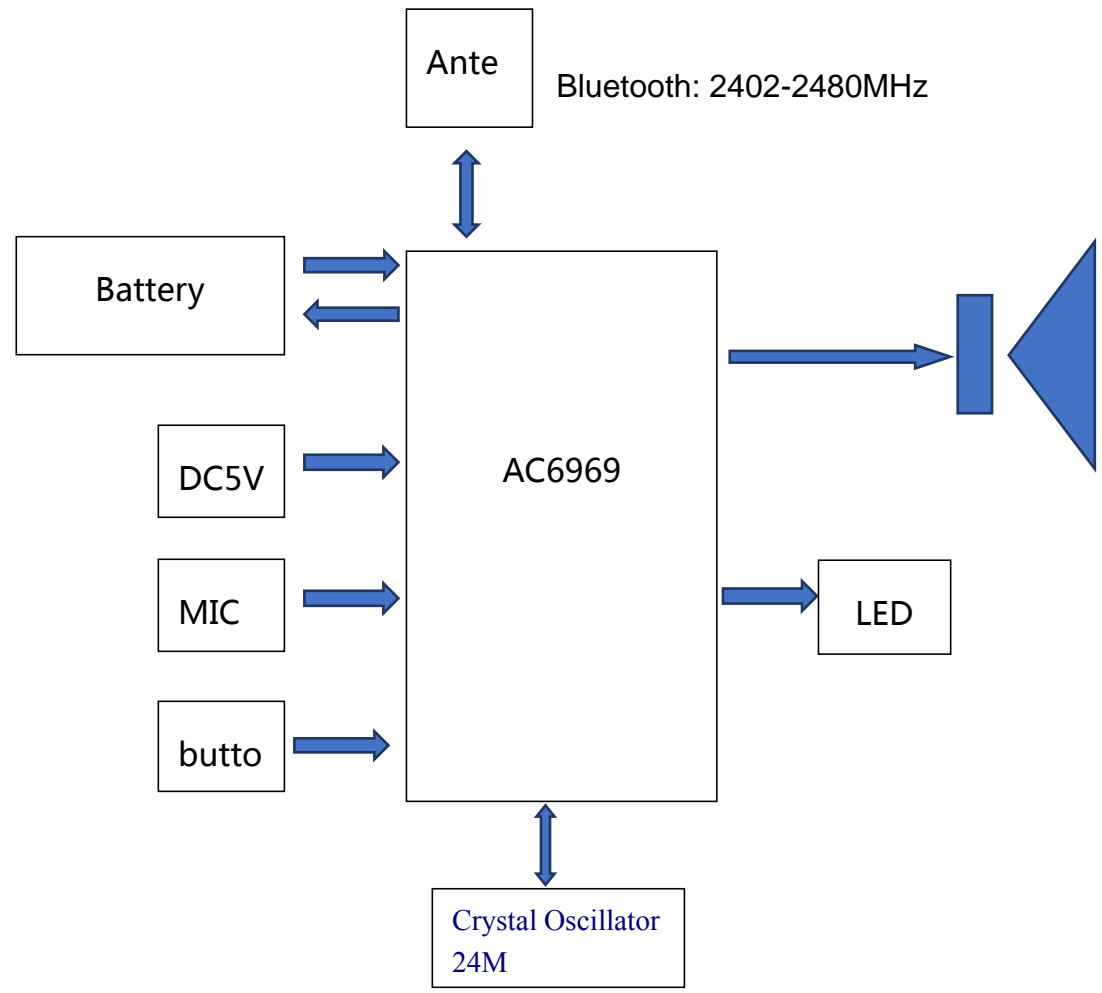 Ante
Bluetooth: 2402-2480MHz
Battery
DC5V
AC6969
MIC
LED
butto
Crystal Oscillator
24M